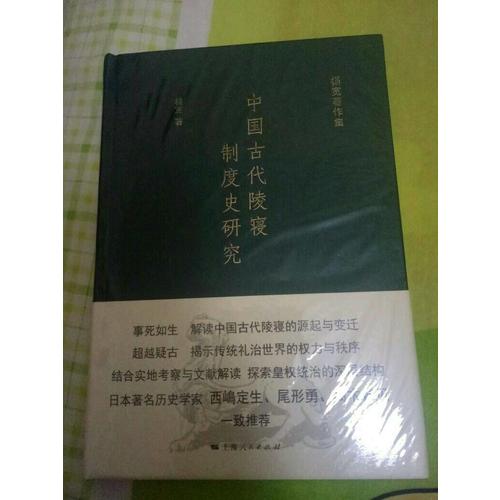 杨宽著作集
中国古代陵寝
制度史研究
杨宽 著
事死如生 解读中国古代陵寝的源起与变迁
超越疑古 揭示传统礼治世界的权力与秩序
结合实地考察与文献解读 探索皇权统治的深层结构
日本著名历史学家 西嶋定生、尾形勇、
一致推荐
上海人民出版社